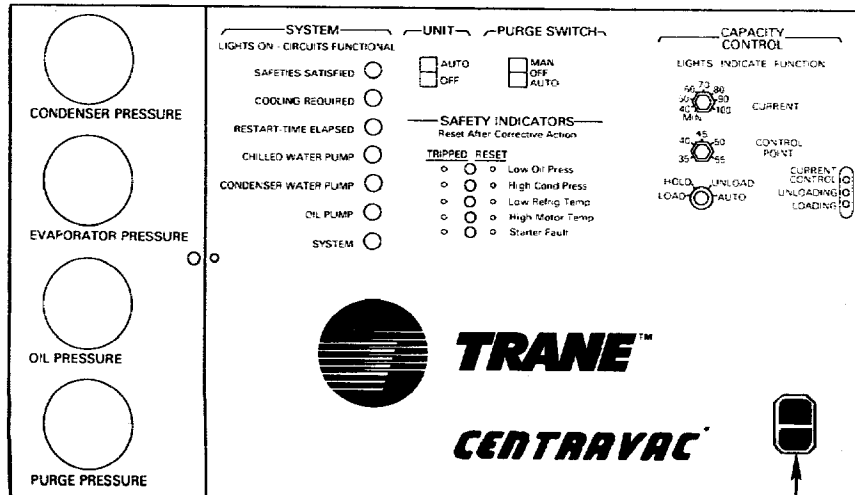 CONDENSER PRESSURE
EVAPORATOR PRESSURE
OIL PRESSURE
PURGE PRESSURE
SYSTEM
LIGHTS ON - CIRCUITS FUNCTIONAL
SAFETIES SATISFIED
COOLING REQUIRED
RESTART-TIME ELAPSED
CHILLED WATER PUMP
CONDENSER WATER PUMP
OIL PUMP
SYSTEM
UNIT
AUTO
OFF
PURGE SWITCH
MAN
OFF
AUTO
SAFETY INDICATORS
Reset After Corrective Action
TRIPPED RESET
Low Oil Press
High Cond Press
Low Refrig Temp
High Motor Temp
Starter Fault
CAPACITY
CONTROL
LIGHTS INDICATE FUNCTION
40 50 60 70 80 90 100
MIN
CURRENT
35 40 45 50 55
CONTROL
POINT
HOLD UNLOAD
LOAD AUTO
CURRENT
CONTROL
UNLOADING
LOADING
TRANE™
CENTRAVAC